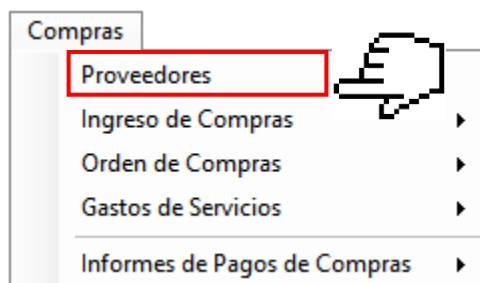 Compras
Proveedores
Ingreso de Compras
Orden de Compras
Gastos de Servicios
Informes de Pagos de Compras